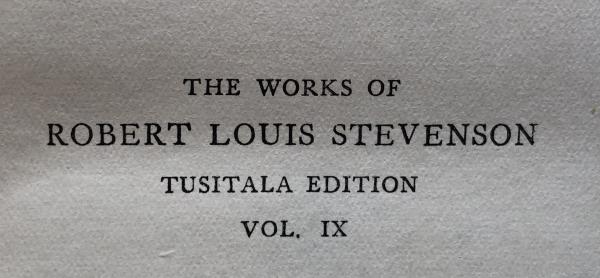 THE WORKS OF
ROBERT LOUIS STEVENSON
TUSITALA EDITION
VOL. IX